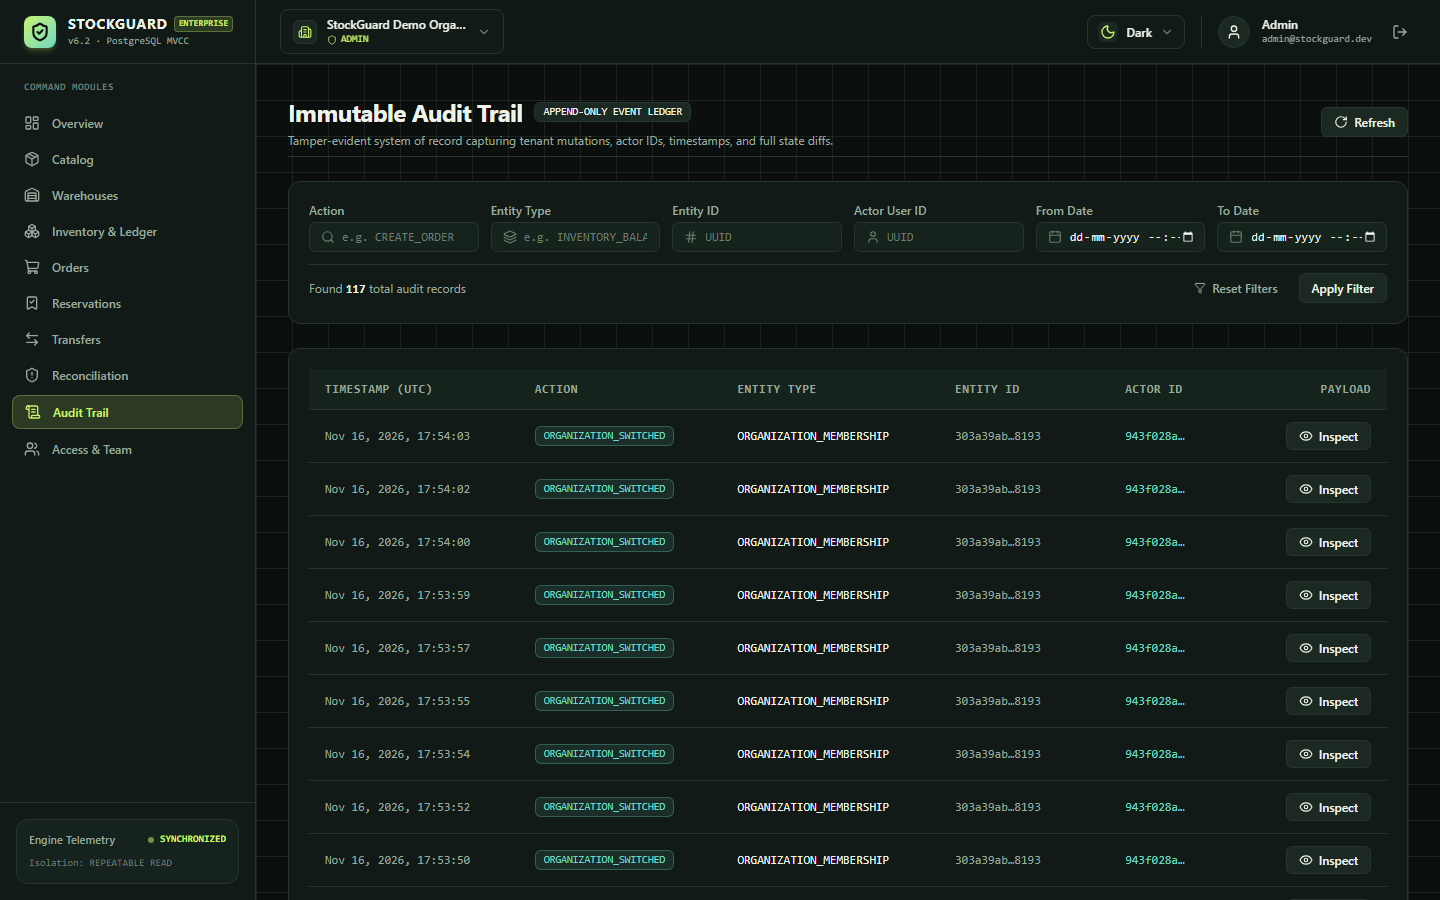 STOCKGUARD ENTERPRISE
v6.2 · PostgreSQL MVCC
StockGuard Demo Orga...
ADMIN
Dark
Admin
admin@stockguard.dev
COMMAND MODULES
Overview
Catalog
Warehouses
Inventory & Ledger
Orders
Reservations
Transfers
Reconciliation
Audit Trail
Access & Team
Engine Telemetry SYNCHRONIZED
Isolation: REPEATABLE READ
Immutable Audit Trail APPEND-ONLY EVENT LEDGER
Tamper-evident system of record capturing tenant mutations, actor IDs, timestamps, and full state diffs.
Refresh
Action Entity Type Entity ID Actor User ID From Date To Date
e.g. CREATE_ORDER e.g. INVENTORY_BALA UUID UUID dd-mm-yyyy --:-- dd-mm-yyyy --:--
Found 117 total audit records Reset Filters Apply Filter
TIMESTAMP (UTC) ACTION ENTITY TYPE ENTITY ID ACTOR ID PAYLOAD
Nov 16, 2026, 17:54:03 ORGANIZATION_SWITCHED ORGANIZATION_MEMBERSHIP 303a39ab…8193 943f028a… Inspect
Nov 16, 2026, 17:54:02 ORGANIZATION_SWITCHED ORGANIZATION_MEMBERSHIP 303a39ab…8193 943f028a… Inspect
Nov 16, 2026, 17:54:00 ORGANIZATION_SWITCHED ORGANIZATION_MEMBERSHIP 303a39ab…8193 943f028a… Inspect
Nov 16, 2026, 17:53:59 ORGANIZATION_SWITCHED ORGANIZATION_MEMBERSHIP 303a39ab…8193 943f028a… Inspect
Nov 16, 2026, 17:53:57 ORGANIZATION_SWITCHED ORGANIZATION_MEMBERSHIP 303a39ab…8193 943f028a… Inspect
Nov 16, 2026, 17:53:55 ORGANIZATION_SWITCHED ORGANIZATION_MEMBERSHIP 303a39ab…8193 943f028a… Inspect
Nov 16, 2026, 17:53:54 ORGANIZATION_SWITCHED ORGANIZATION_MEMBERSHIP 303a39ab…8193 943f028a… Inspect
Nov 16, 2026, 17:53:52 ORGANIZATION_SWITCHED ORGANIZATION_MEMBERSHIP 303a39ab…8193 943f028a… Inspect
Nov 16, 2026, 17:53:50 ORGANIZATION_SWITCHED ORGANIZATION_MEMBERSHIP 303a39ab…8193 943f028a… Inspect